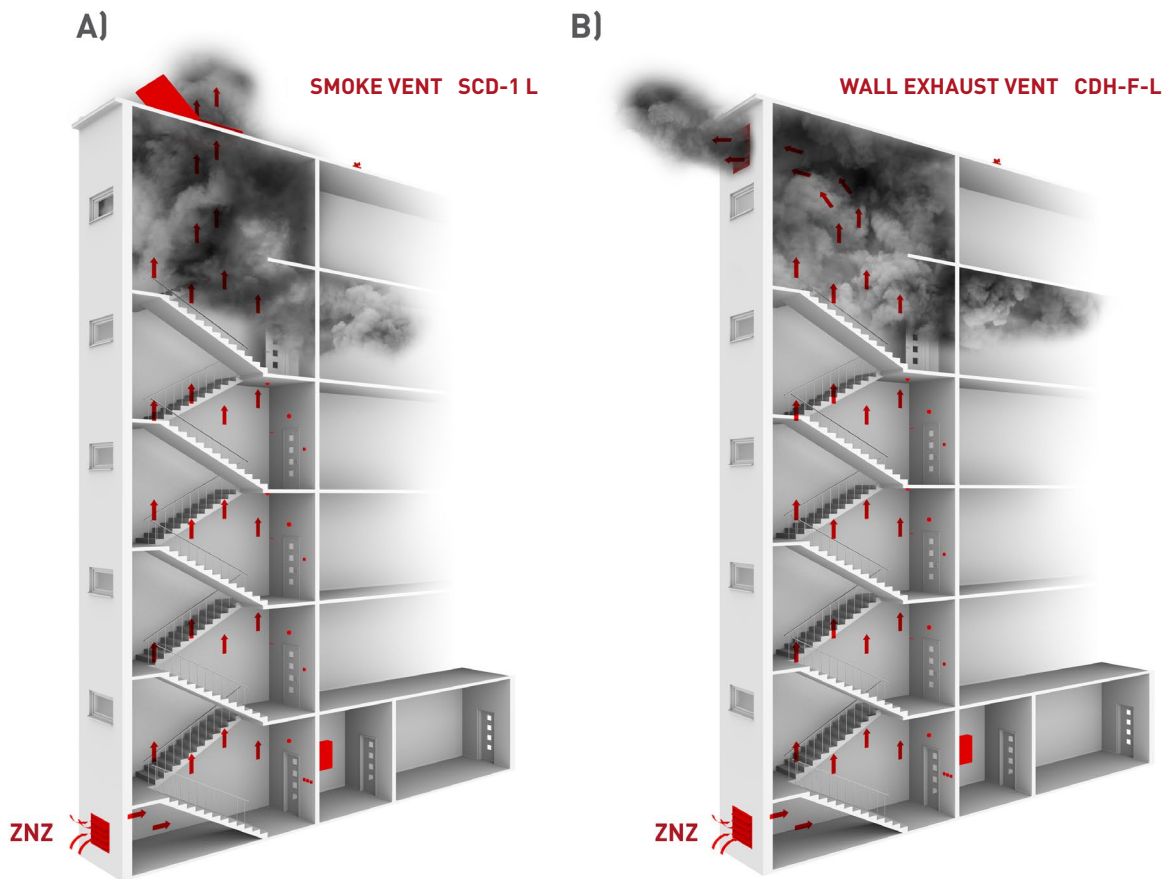 A)
SMOKE VENT SCD-1 L
ZNZ
B)
WALL EXHAUST VENT CDH-F-L
ZNZ